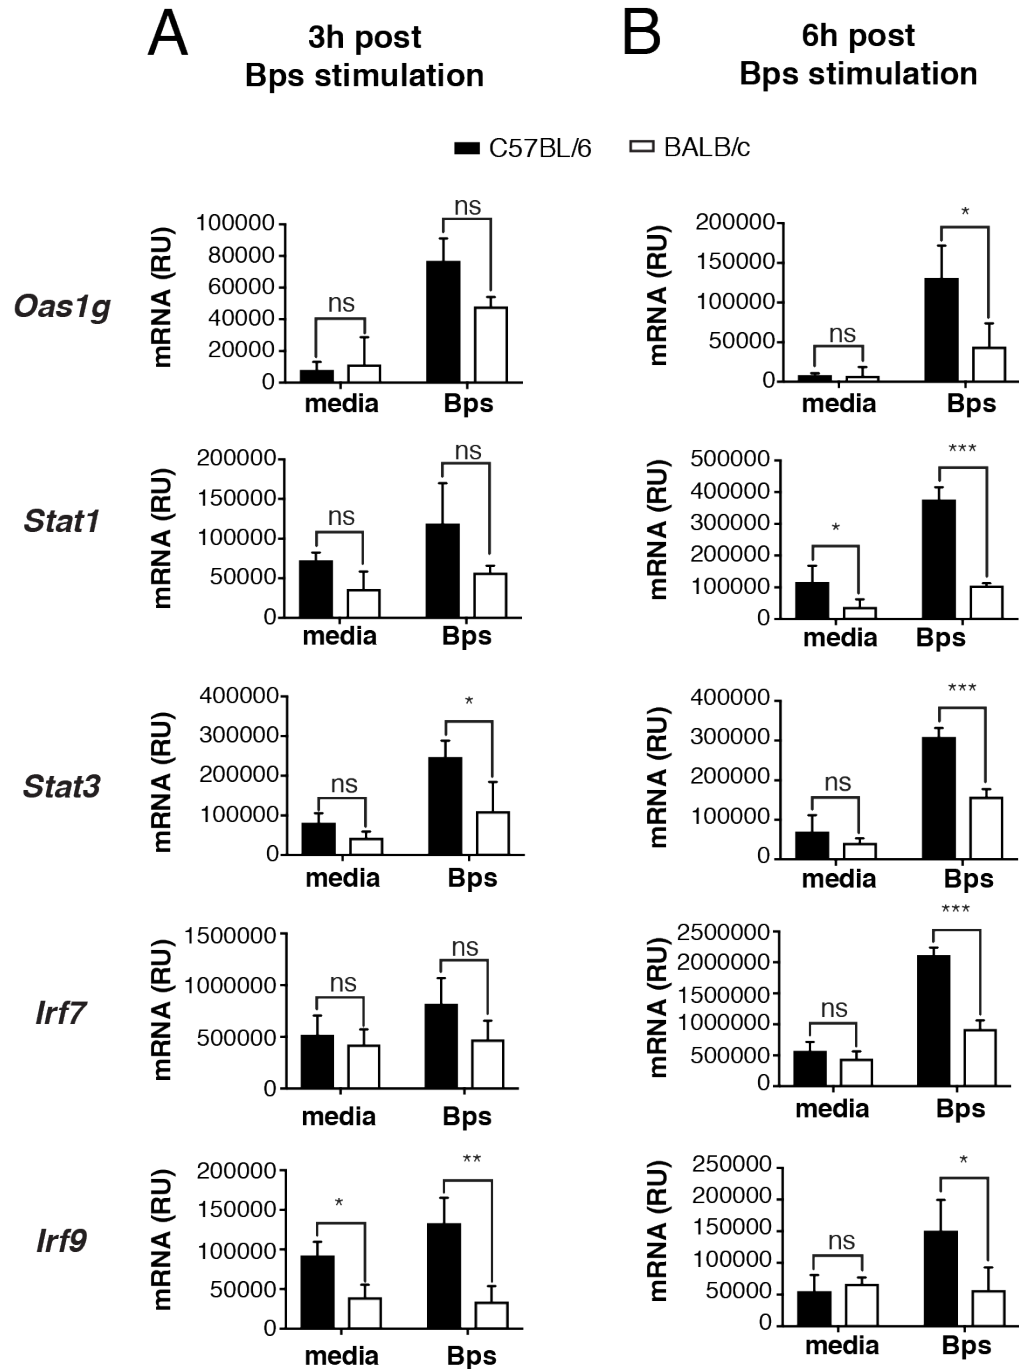 A
3h post
Bps stimulation
B
6h post
Bps stimulation
C57BL/6
BALB/c
Oas1g
mRNA (RU)
100000
80000
60000
40000
20000
0
ns
ns
media
Bps
mRNA (RU)
200000
150000
100000
50000
0
ns
*
media
Bps
Stat1
mRNA (RU)
200000
150000
100000
50000
0
ns
ns
media
Bps
mRNA (RU)
500000
400000
300000
200000
100000
0
*
***
media
Bps
Stat3
mRNA (RU)
400000
300000
200000
100000
0
ns
*
media
Bps
mRNA (RU)
400000
300000
200000
100000
0
ns
***
media
Bps
Irf7
mRNA (RU)
1500000
1000000
500000
0
ns
ns
media
Bps
mRNA (RU)
2500000
2000000
1500000
1000000
500000
0
ns
***
media
Bps
Irf9
mRNA (RU)
200000
150000
100000
50000
0
*
**
media
Bps
mRNA (RU)
250000
200000
150000
100000
50000
0
ns
*
media
Bps